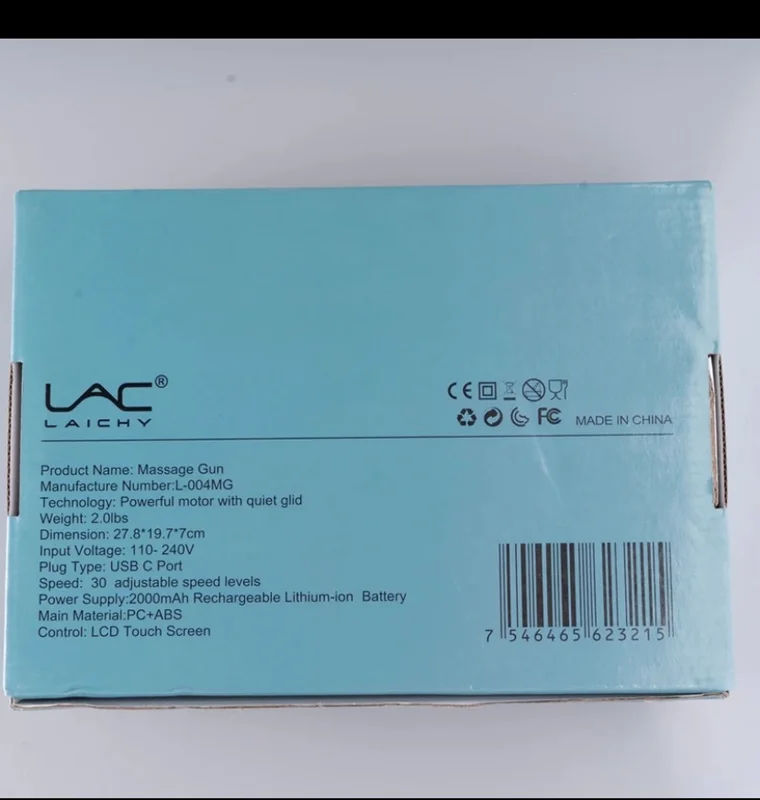 LAC®
LAICHY
CE
FC
MADE IN CHINA
Product Name: Massage Gun
Manufacture Number:L-004MG
Technology: Powerful motor with quiet glid
Weight: 2.0lbs
Dimension: 27.8*19.7*7cm
Input Voltage: 110- 240V
Plug Type: USB C Port
Speed: 30 adjustable speed levels
Power Supply:2000mAh Rechargeable Lithium-ion Battery
Main Material:PC+ABS
Control: LCD Touch Screen
7 546465 623215